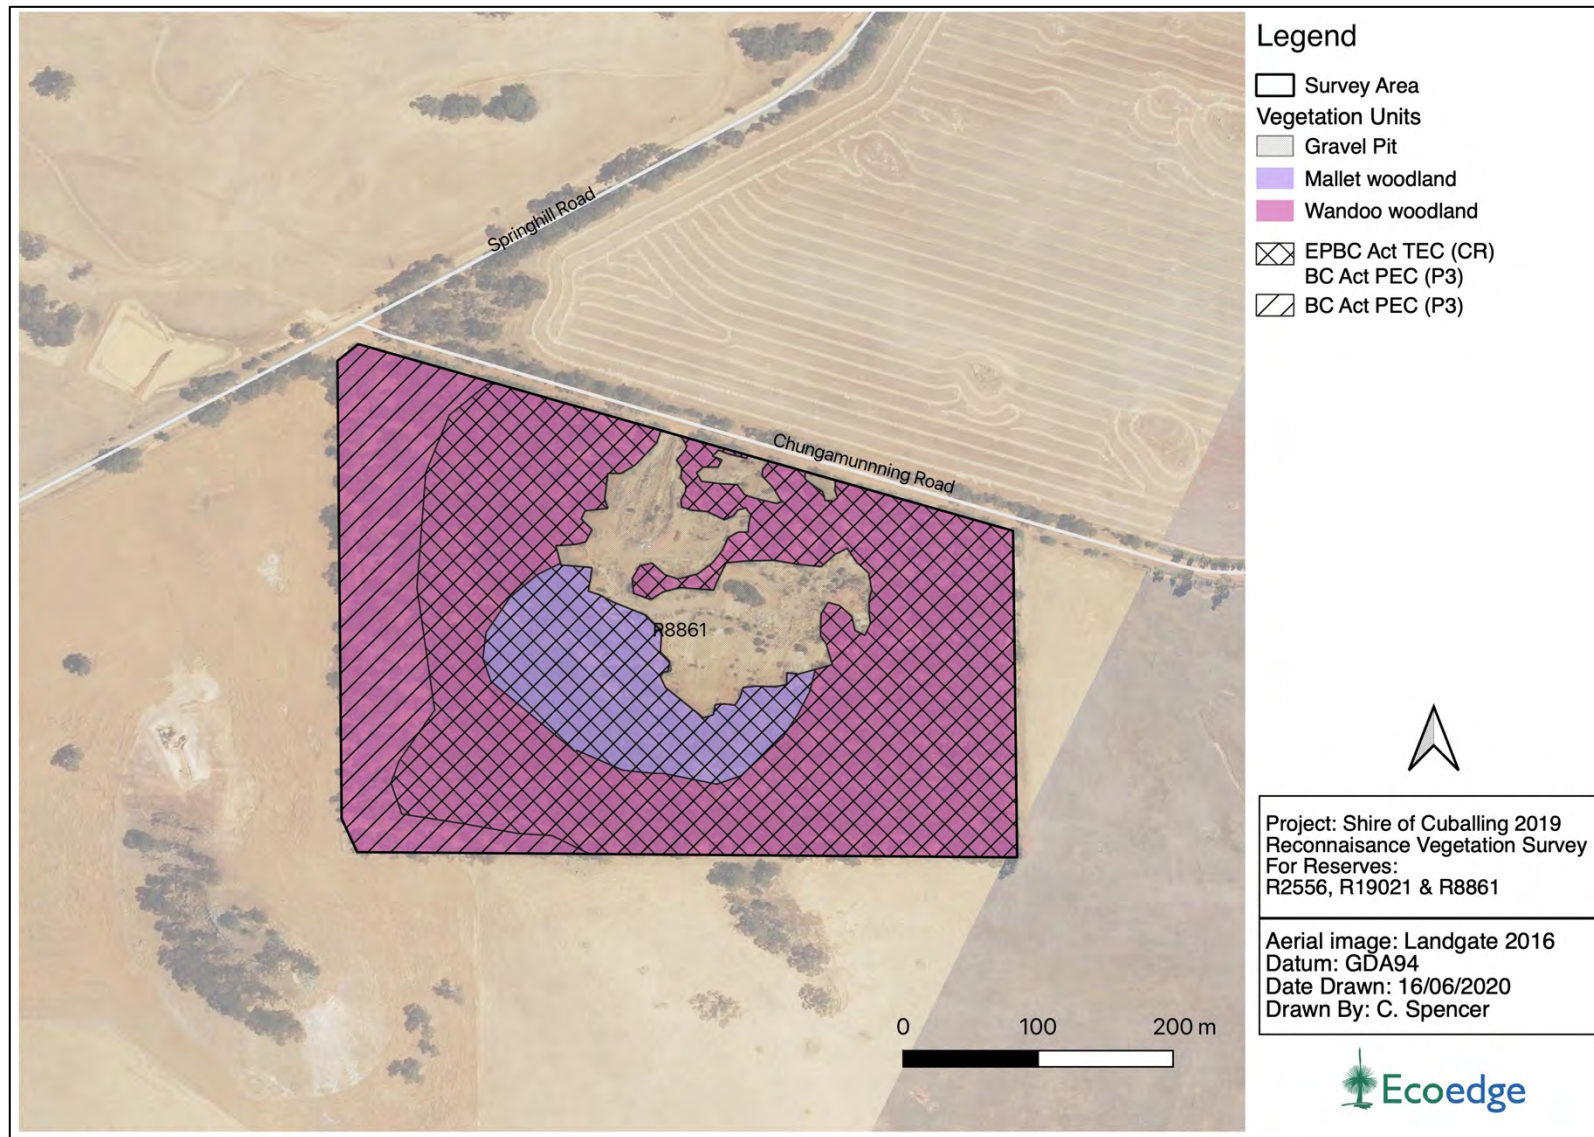 Legend
Survey Area
Vegetation Units
Gravel Pit
Mallet woodland
Wandoo woodland
EPBC Act TEC (CR)
BC Act PEC (P3)
BC Act PEC (P3)
Springhill Road
Chungamunnning Road
R8861
0 100 200 m
Project: Shire of Cuballing 2019
Reconnaisance Vegetation Survey
For Reserves:
R2556, R19021 & R8861
Aerial image: Landgate 2016
Datum: GDA94
Date Drawn: 16/06/2020
Drawn By: C. Spencer
Ecoedge